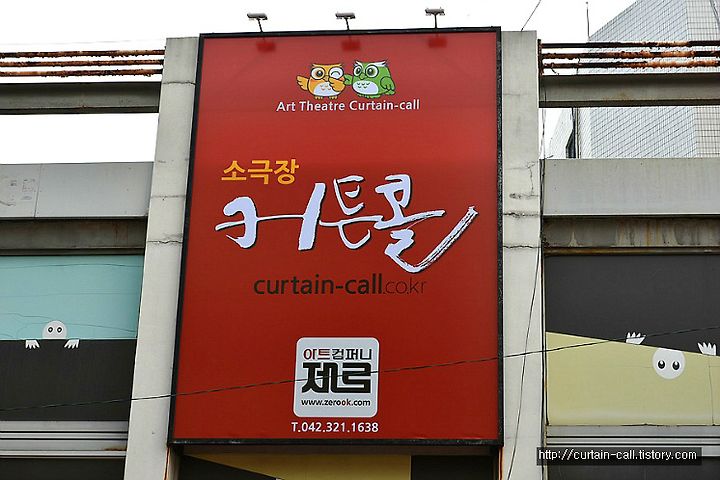 Art Theatre Curtain-call
소극장
커튼콜
curtain-call.co.kr
아트컴퍼니
제르
www.zerook.com
T.042.321.1638
http://curtain-call.tistory.com